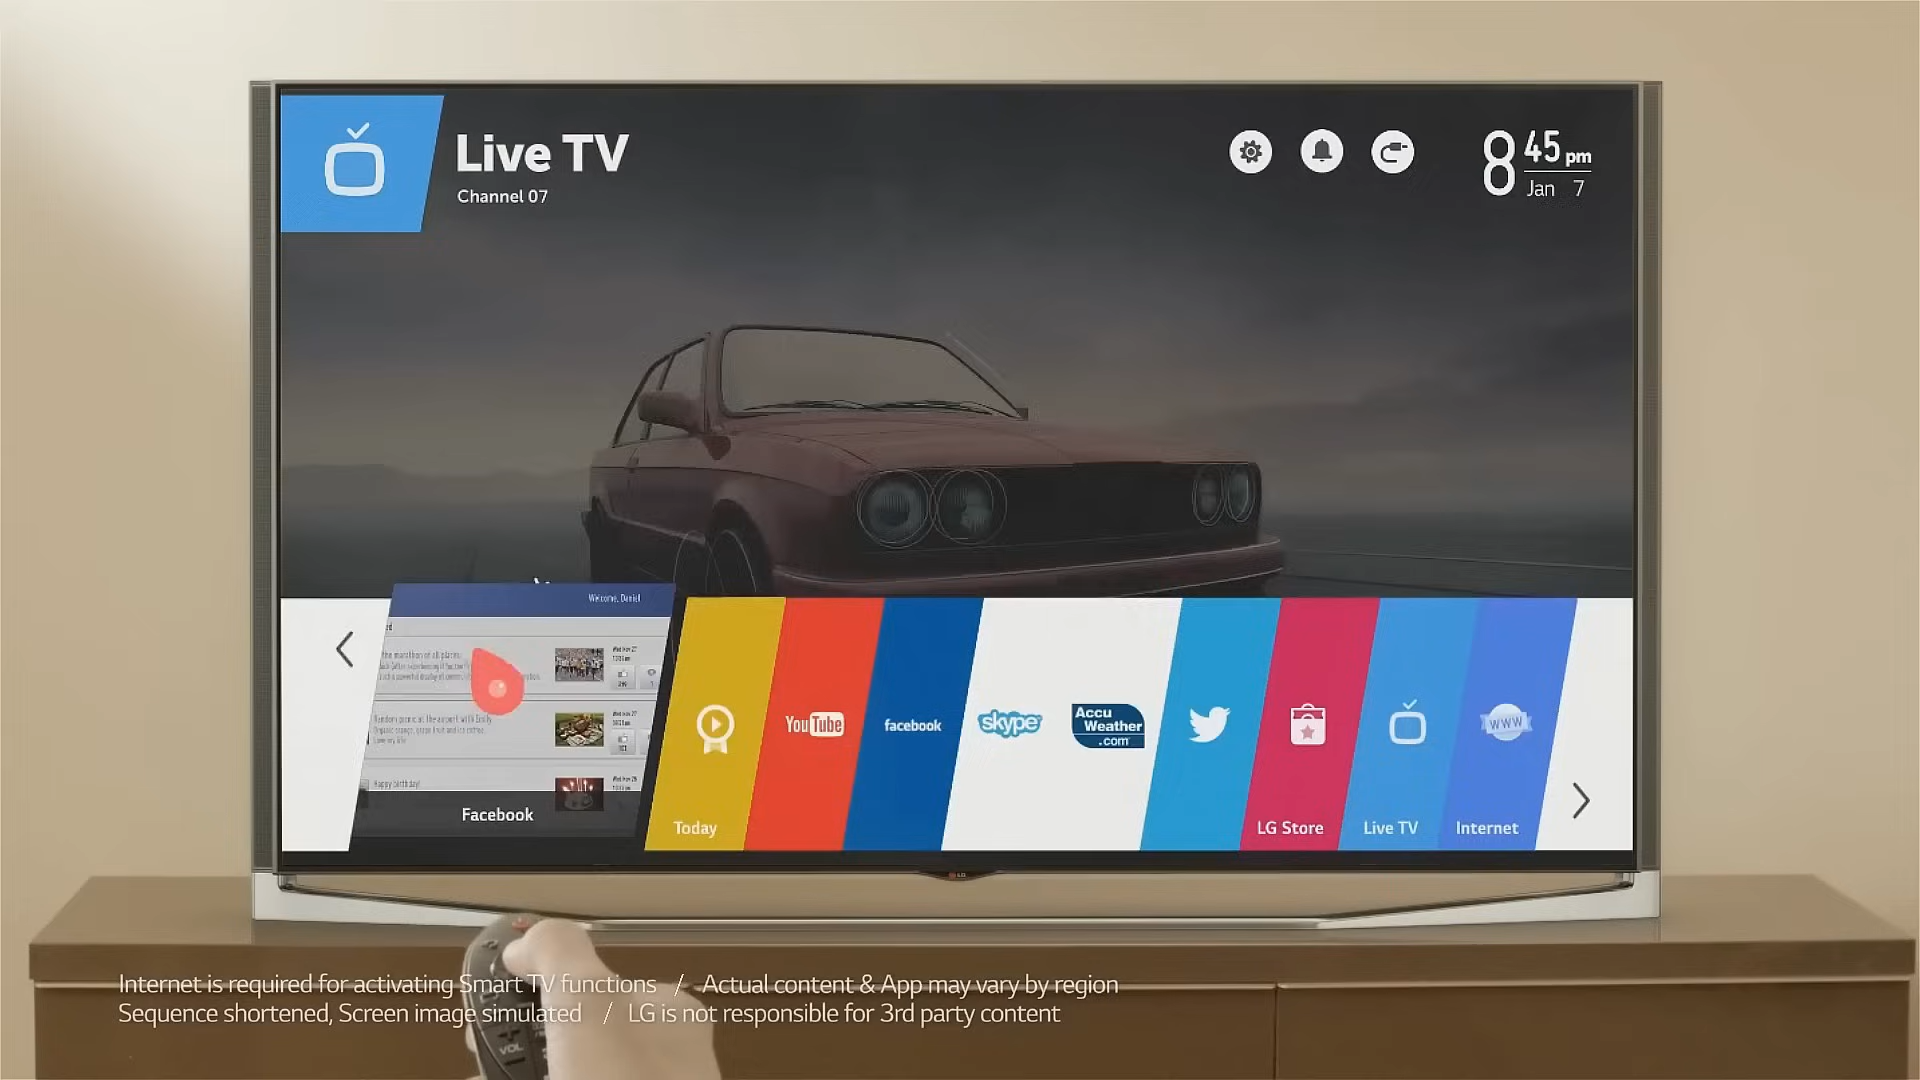 Live TV
Channel 07
8 45 pm
Jan 7
Welcome, Daniel
Facebook
Today
YouTube
facebook
skype
Accu
Weather
.com
LG Store
Live TV
WWW
Internet
LG
Internet is required for activating Smart TV functions / Actual content & App may vary by region
Sequence shortened, Screen image simulated / LG is not responsible for 3rd party content
VOL